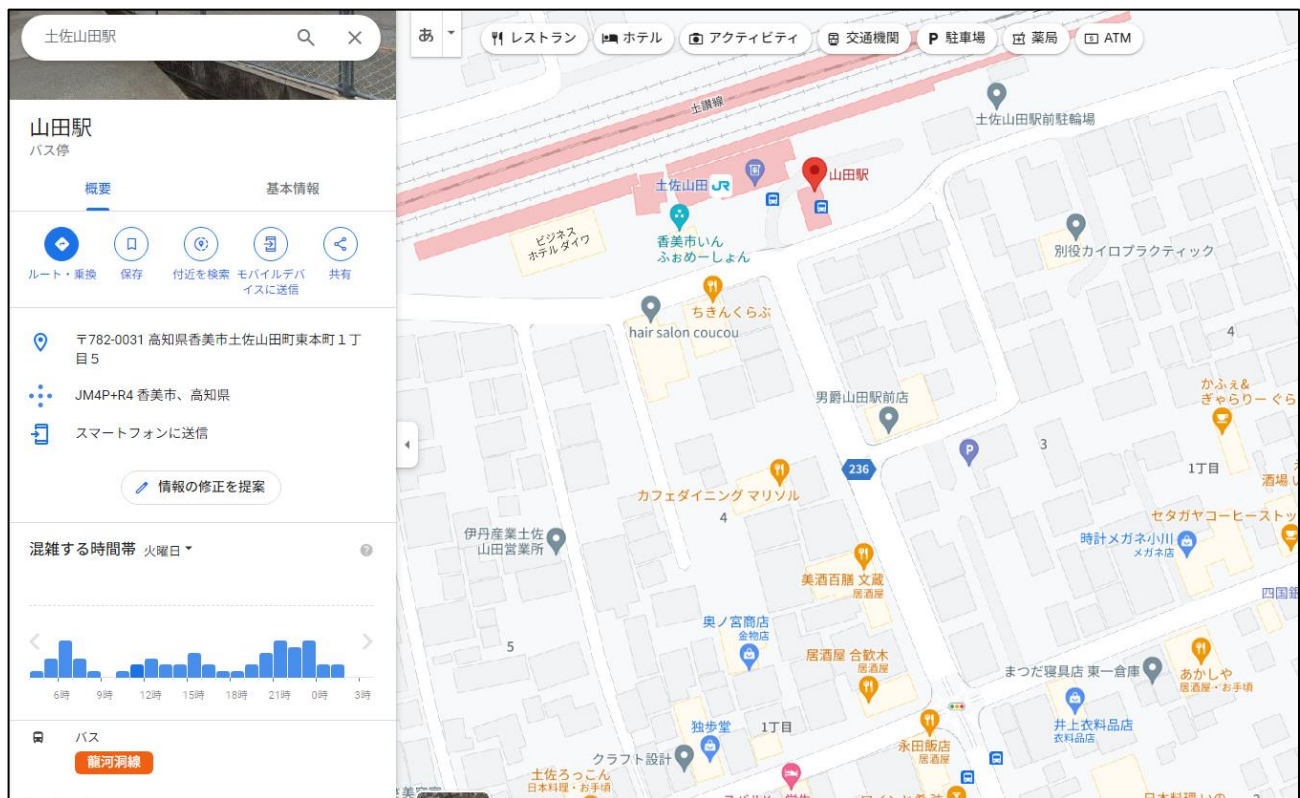 土佐山田駅
山田駅
バス停
概要
基本情報
ルート・乗換
保存
付近を検索
モバイルデバ
イスに送信
共有
〒782-0031 高知県香美市土佐山田町東本町１丁
目５
JM4P+R4 香美市、高知県
スマートフォンに送信
情報の修正を提案
混雑する時間帯 火曜日
6時 9時 12時 15時 18時 21時 0時 3時
バス
龍河洞線
あ
レストラン
ホテル
アクティビティ
交通機関
P 駐車場
薬局
ATM
土讃線
土佐山田駅前駐輪場
土佐山田 JR
山田駅
ビジネス
ホテル ダイワ
香美市いん
ふぉめーしょん
別役カイロプラクティック
ちきんくらぶ
hair salon coucou
4
かふぇ&
ぎゃらりー ぐら
男爵山田駅前店
P
3
1丁目
236
カフェダイニング マリソル
4
酒場 い
セタガヤコーヒーストッ
伊丹産業土佐
山田営業所
時計メガネ小川
メガネ店
美酒百膳 文蔵
居酒屋
四国銀
奥ノ宮商店
金物店
5
居酒屋 合歓木
居酒屋
まつだ寝具店 東一倉庫
あかしや
居酒屋・お手頃
井上衣料品店
衣料品店
独歩堂
1丁目
永田飯店
居酒屋
クラフト設計
土佐ろっこん
日本料理・お手頃